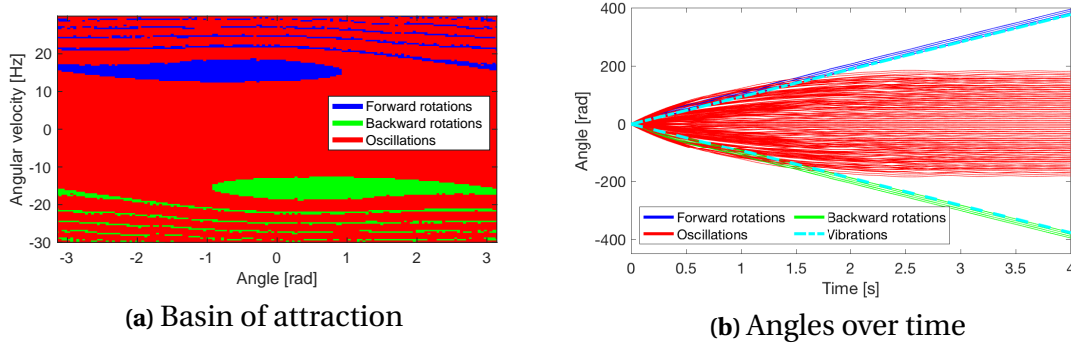 20
10
0
-10
-20
-30
Angular velocity [Hz]
-3
-2
-1
0
1
2
3
Angle [rad]
Forward rotations
Backward rotations
Oscillations
(a) Basin of attraction
400
200
0
-200
-400
Angle [rad]
0
0.5
1
1.5
2
2.5
3
3.5
4
Time [s]
Forward rotations
Oscillations
Backward rotations
Vibrations
(b) Angles over time